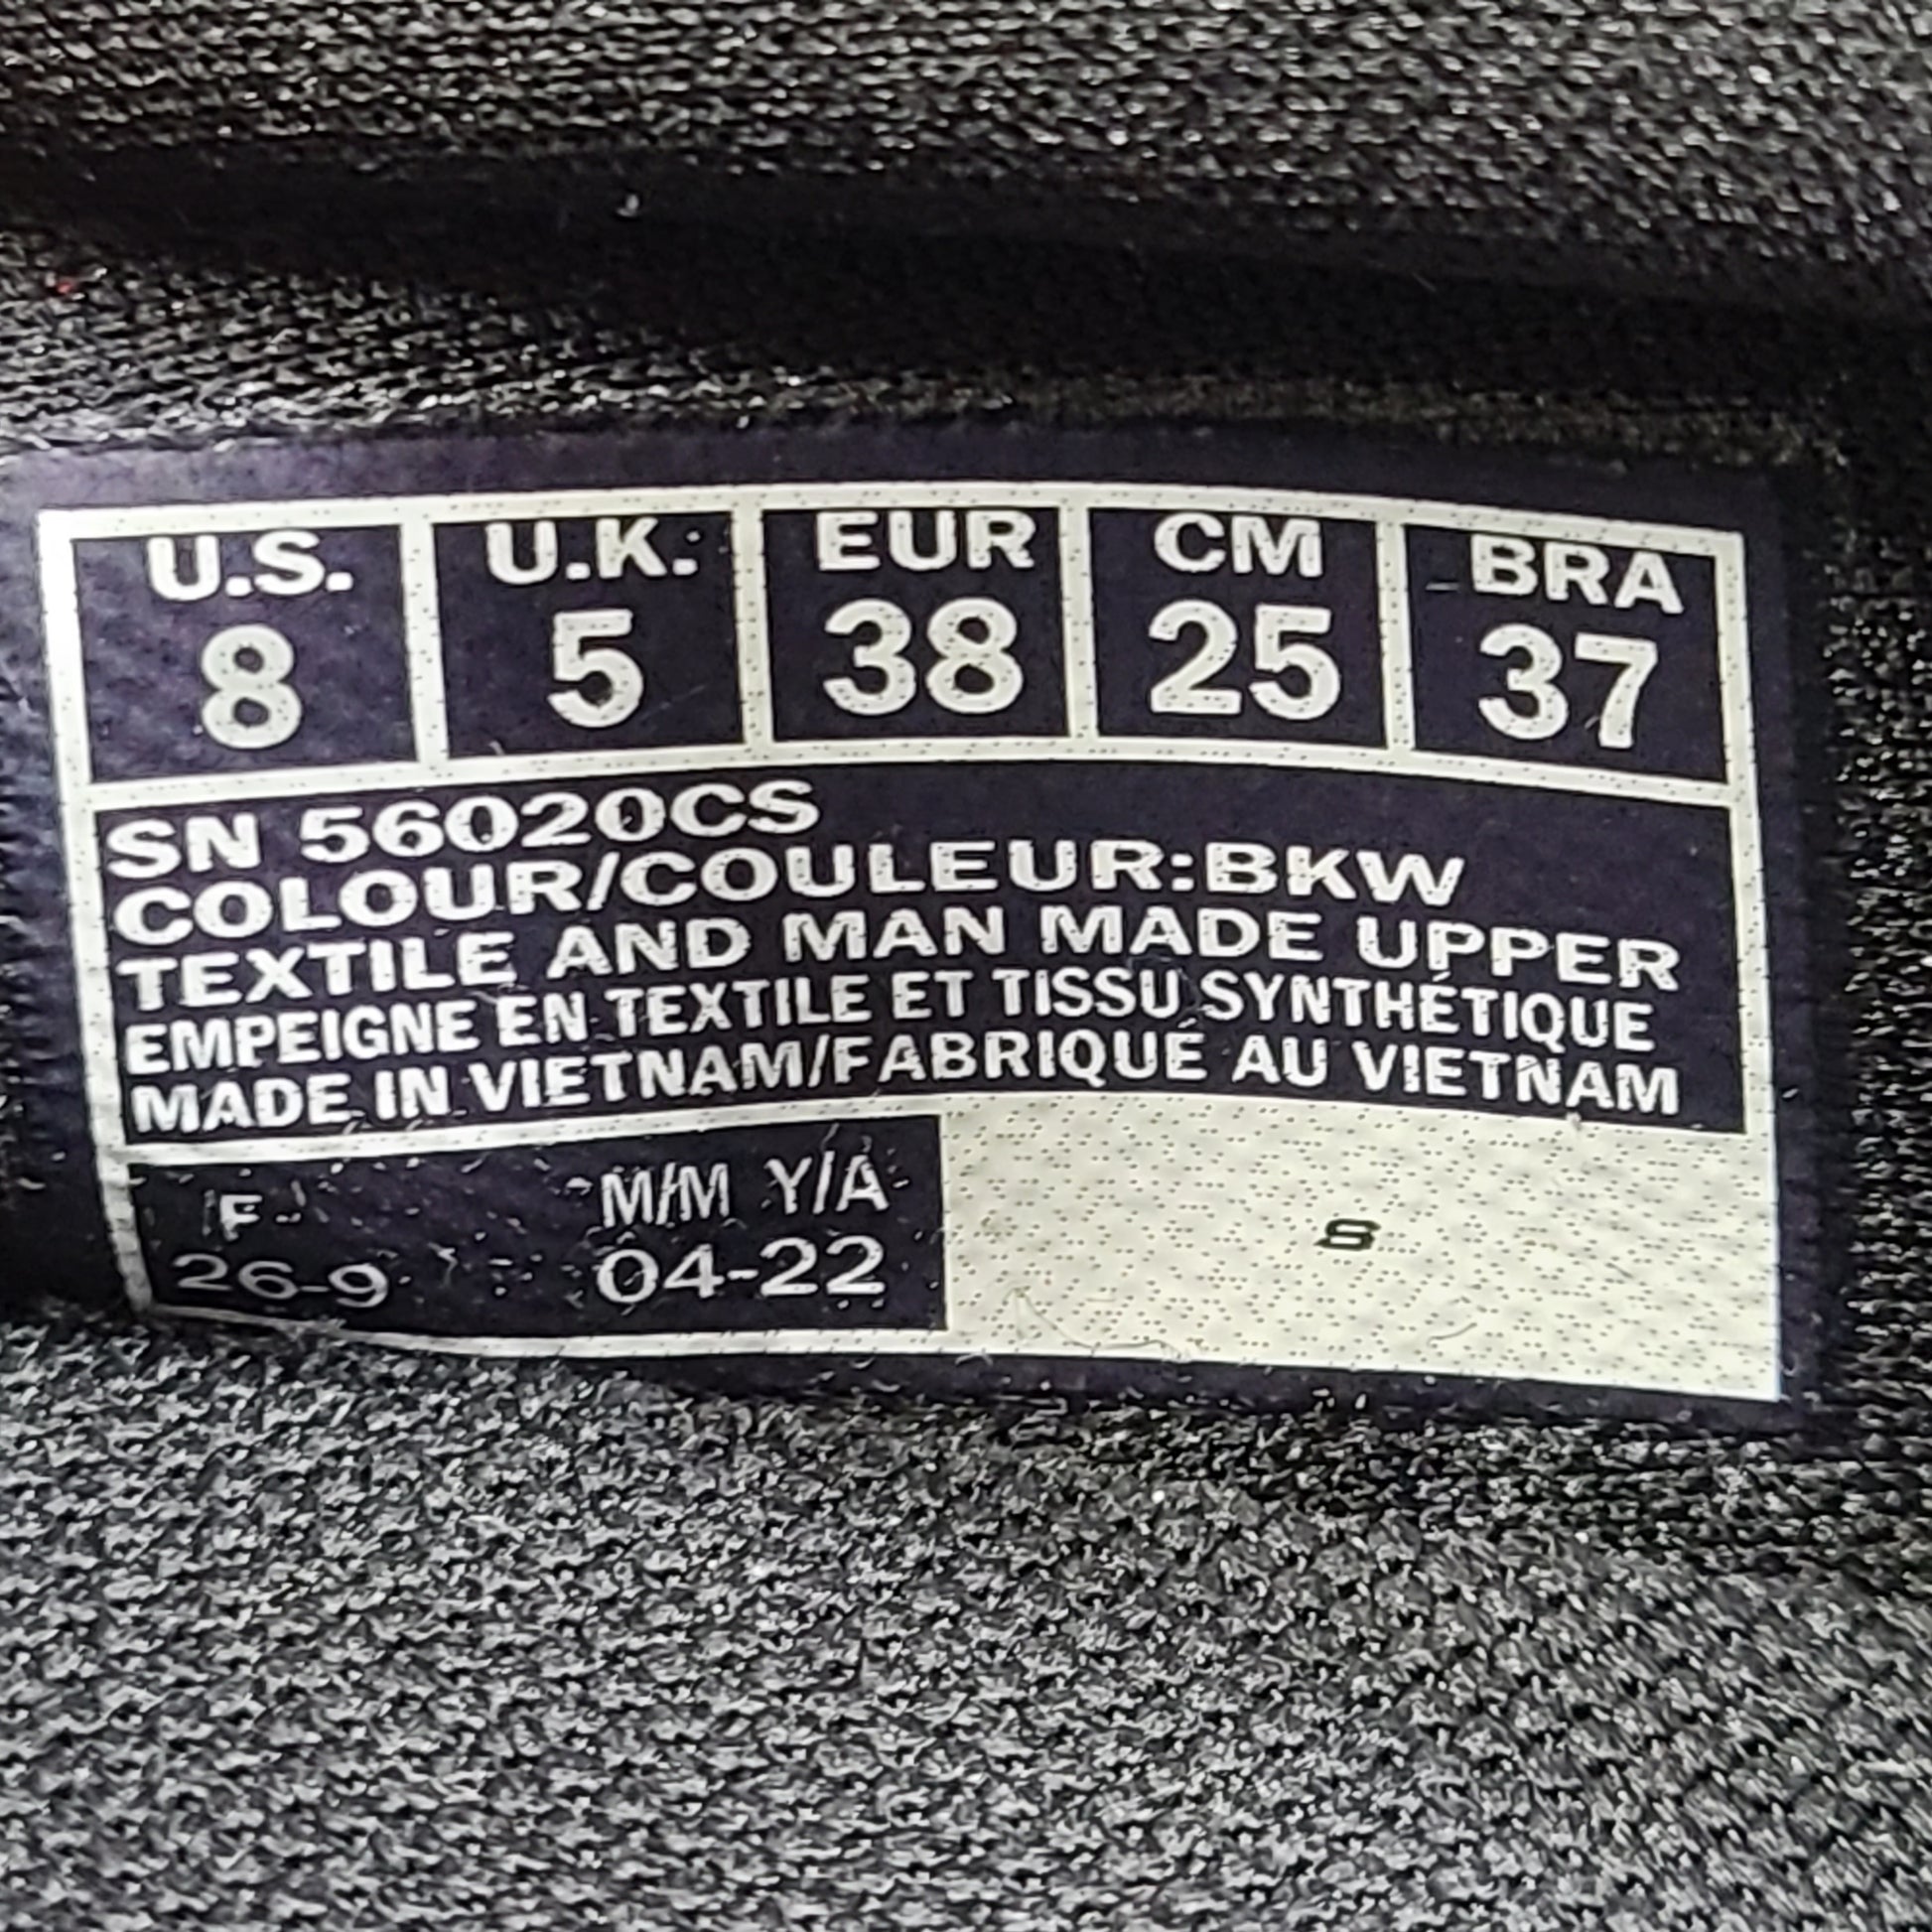 U.S. U.K. EUR CM BRA
8 5 38 25 37
SN 56020CS
COLOUR/COULEUR:BKW
TEXTILE AND MAN MADE UPPER
EMPEIGNE EN TEXTILE ET TISSU SYNTHÉTIQUE
MADE IN VIETNAM/FABRIQUÉ AU VIETNAM
F M/M Y/A S
26-9 04-22